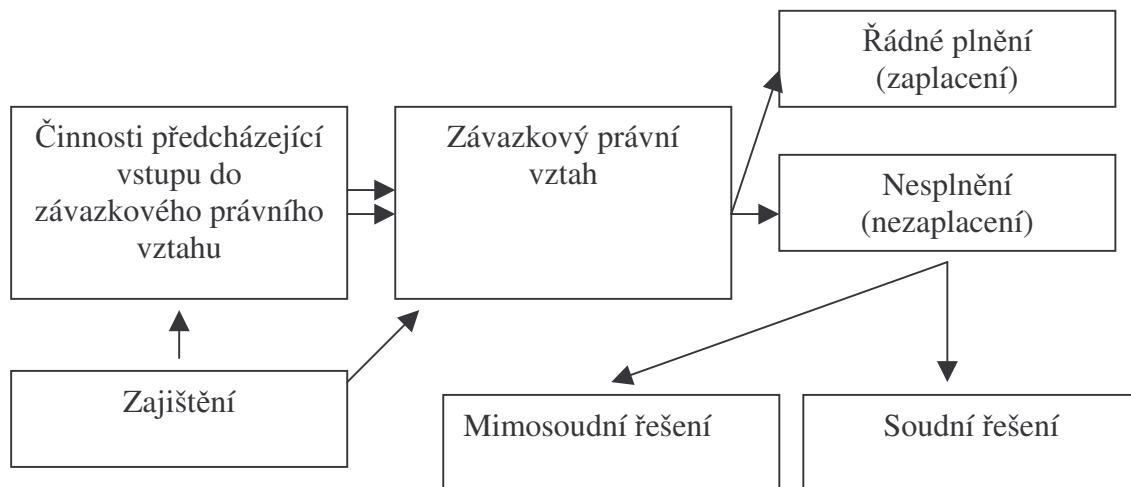 Řádné plnění
(zaplacení)
Činnosti předcházející
vstupu do
závazkového právního
vztahu
Závazkový právní
vztah
Nesplnění
(nezaplacení)
Zajištění
Mimosoudní řešení
Soudní řešení